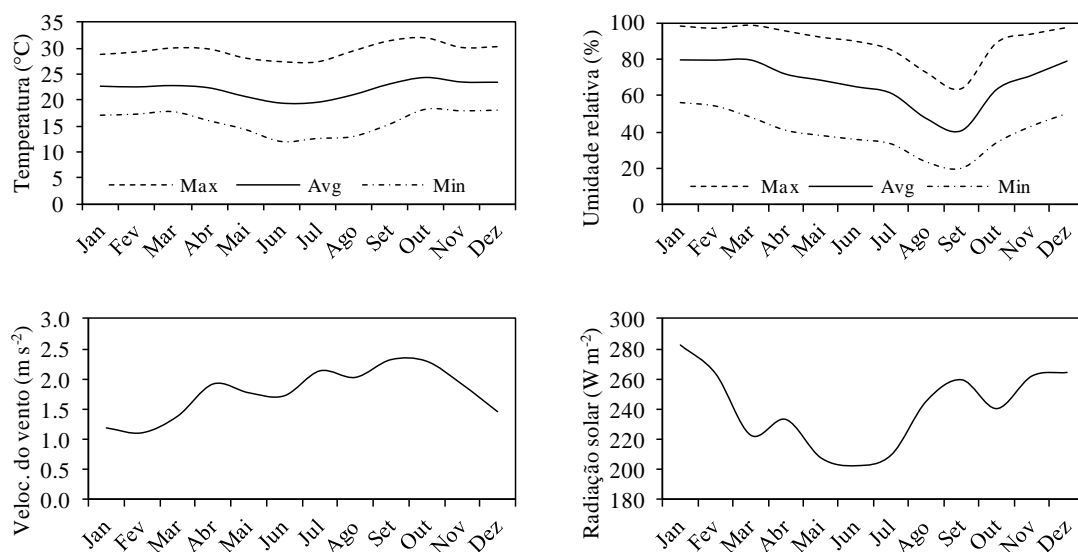 Temperatura (°C)
35
30
25
20
15
10
5
0
Max Avg Min
Jan Fev Mar Abr Mai Jun Jul Ago Set Out Nov Dez
Umidade relativa (%)
100
80
60
40
20
0
Max Avg Min
Jan Fev Mar Abr Mai Jun Jul Ago Set Out Nov Dez
Veloc. do vento (m s-2)
3.0
2.5
2.0
1.5
1.0
0.5
0.0
Jan Fev Mar Abr Mai Jun Jul Ago Set Out Nov Dez
Radiação solar (W m-2)
300
280
260
240
220
200
180
Jan Fev Mar Abr Mai Jun Jul Ago Set Out Nov Dez